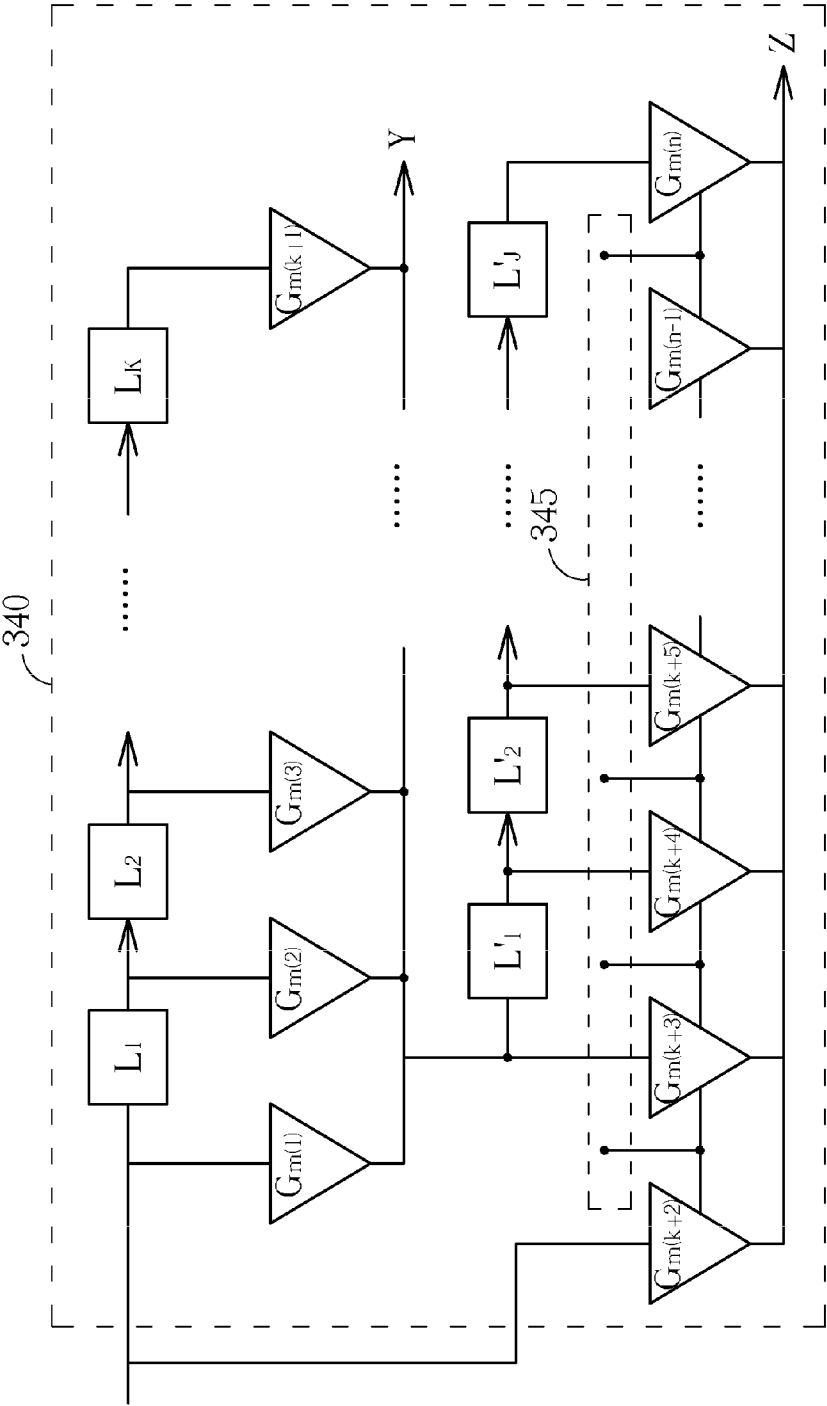 340
L1
L2
......
LK
Gm(1)
Gm(2)
Gm(3)
Gm(k+1)
......
Y
L'1
L'2
......
L'J
345
Gm(k+2)
Gm(k+3)
Gm(k+4)
Gm(k+5)
......
Gm(n-1)
Gm(n)
Z